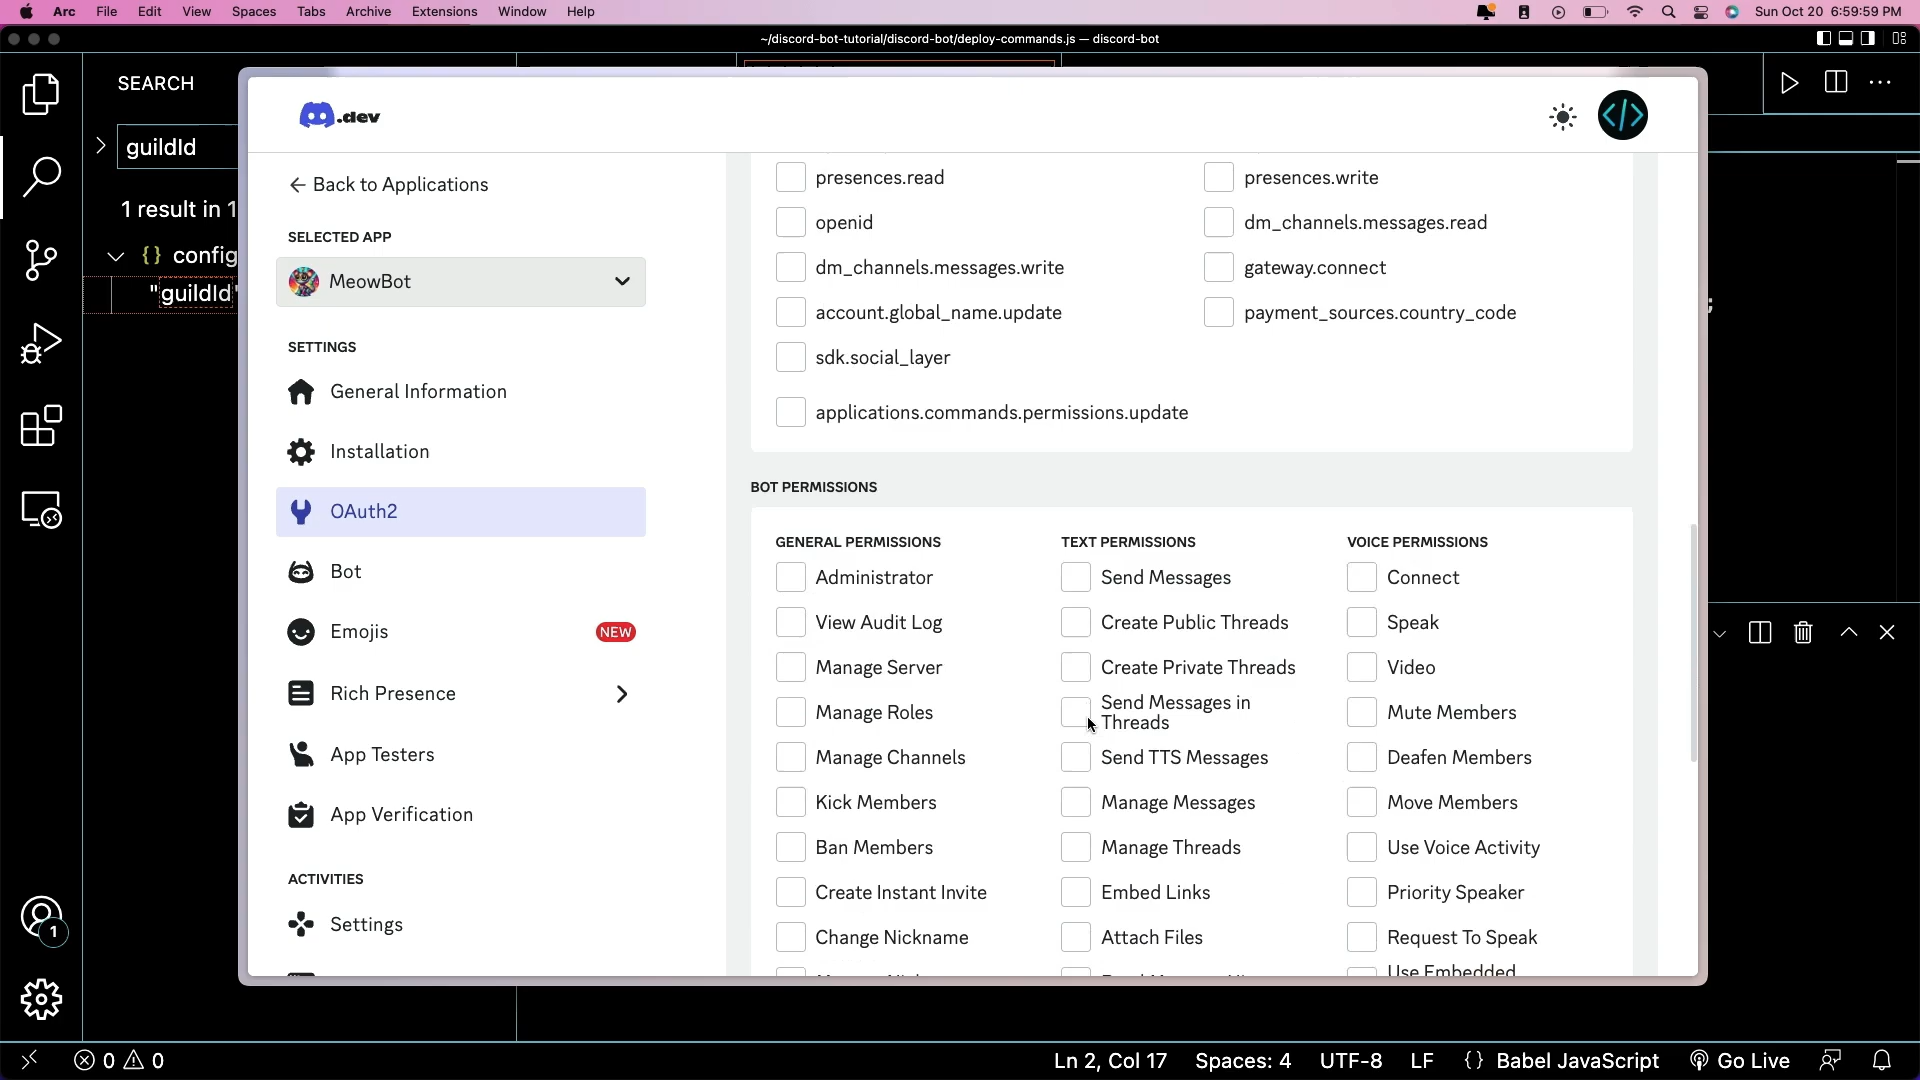 Arc File Edit View Spaces Tabs Archive Extensions Window Help
Sun Oct 20 6:59:59 PM
~/discord-bot-tutorial/discord-bot/deploy-commands.js — discord-bot
SEARCH
guildId
1 result in 1
{} config
"guildId"
.dev
Back to Applications
SELECTED APP
MeowBot
SETTINGS
General Information
Installation
OAuth2
Bot
Emojis NEW
Rich Presence
App Testers
App Verification
ACTIVITIES
Settings
presences.read presences.write
openid dm_channels.messages.read
dm_channels.messages.write gateway.connect
account.global_name.update payment_sources.country_code
sdk.social_layer
applications.commands.permissions.update
BOT PERMISSIONS
GENERAL PERMISSIONS TEXT PERMISSIONS VOICE PERMISSIONS
Administrator Send Messages Connect
View Audit Log Create Public Threads Speak
Manage Server Create Private Threads Video
Manage Roles Send Messages in Threads Mute Members
Manage Channels Send TTS Messages Deafen Members
Kick Members Manage Messages Move Members
Ban Members Manage Threads Use Voice Activity
Create Instant Invite Embed Links Priority Speaker
Change Nickname Attach Files Request To Speak
Use Embedded
;
1
0 0
Ln 2, Col 17 Spaces: 4 UTF-8 LF {} Babel JavaScript Go Live